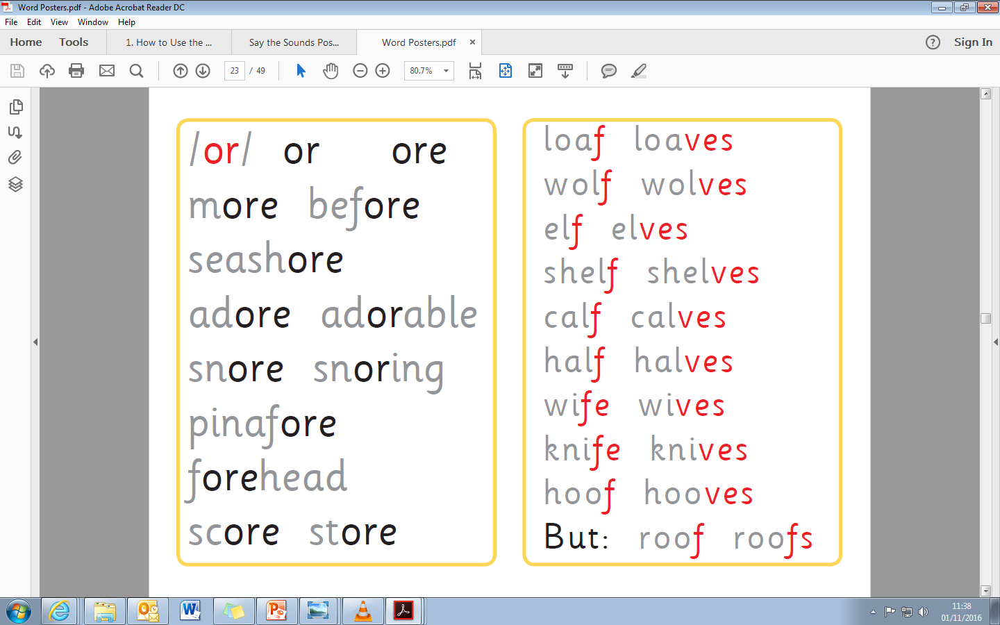 Word Posters.pdf - Adobe Acrobat Reader DC
File Edit View Window Help
Home Tools 1. How to Use the ... Say the Sounds Pos... Word Posters.pdf × ? Sign In
23 / 49 80.7%
/or/ or ore
more before
seashore
adore adorable
snore snoring
pinafore
forehead
score store
loaf loaves
wolf wolves
elf elves
shelf shelves
calf calves
half halves
wife wives
knife knives
hoof hooves
But: roof roofs
11:38
01/11/2016